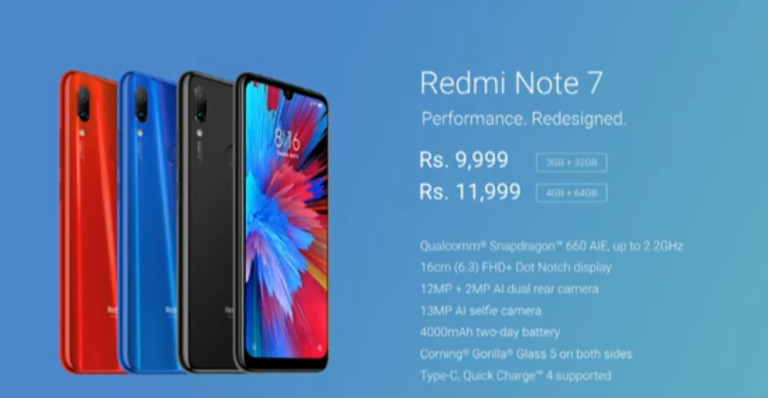 Redmi Note 7
Performance. Redesigned.
Rs. 9,999 3GB + 32GB
Rs. 11,999 4GB + 64GB
Qualcomm® Snapdragon™ 660 AIE, up to 2.2GHz
16cm (6.3) FHD+ Dot Notch display
12MP + 2MP AI dual rear camera
13MP AI selfie camera
4000mAh two-day battery
Corning® Gorilla® Glass 5 on both sides
Type-C, Quick Charge™ 4 supported
8:16